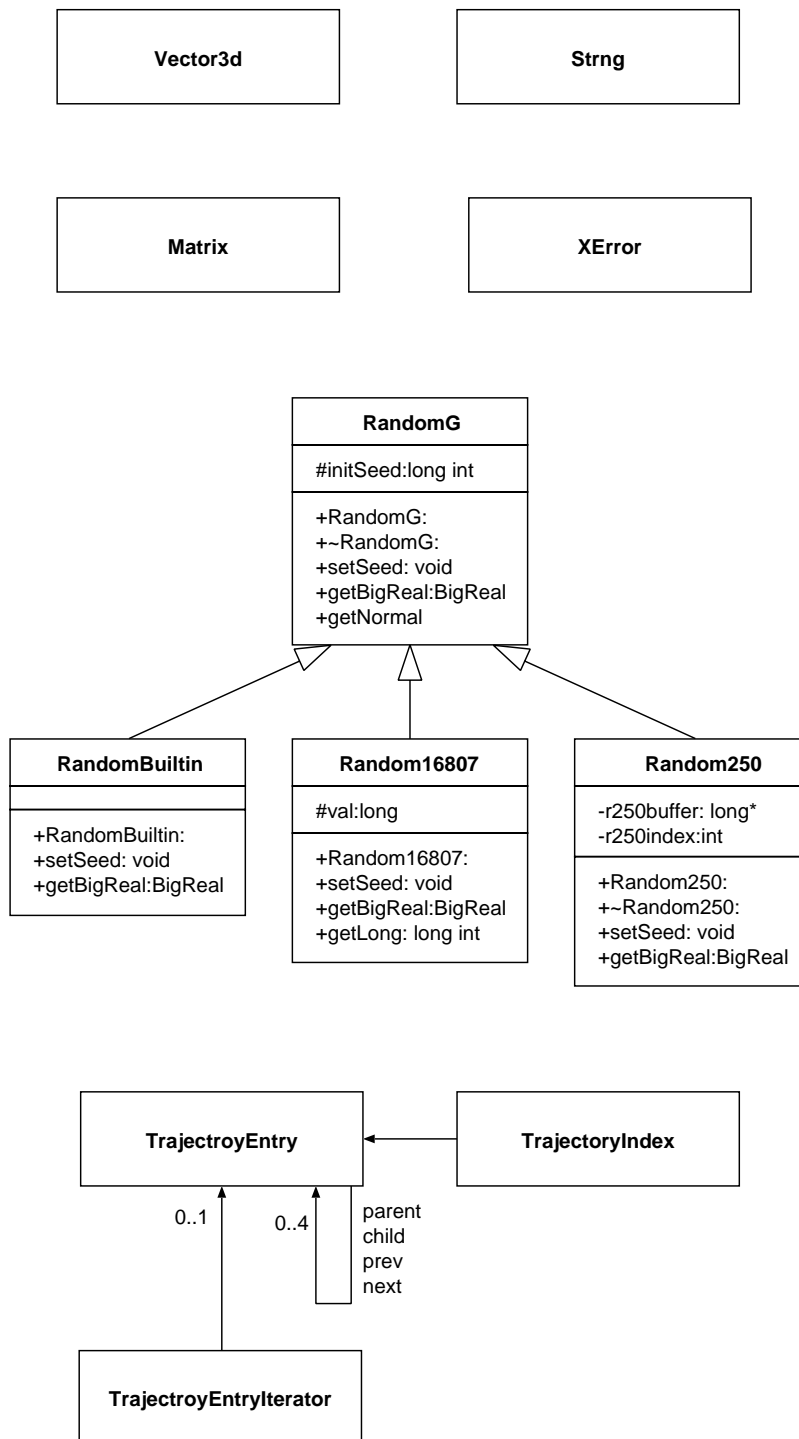 Vector3d
Strng
Matrix
XError
RandomG
#initSeed:long int
+RandomG:
+~RandomG:
+setSeed: void
+getBigReal:BigReal
+getNormal
RandomBuiltin
+RandomBuiltin:
+setSeed: void
+getBigReal:BigReal
Random16807
#val:long
+Random16807:
+setSeed: void
+getBigReal:BigReal
+getLong: long int
Random250
-r250buffer: long*
-r250index:int
+Random250:
+~Random250:
+setSeed: void
+getBigReal:BigReal
TrajectroyEntry
TrajectoryIndex
0..1
0..4
parent
child
prev
next
TrajectroyEntryIterator